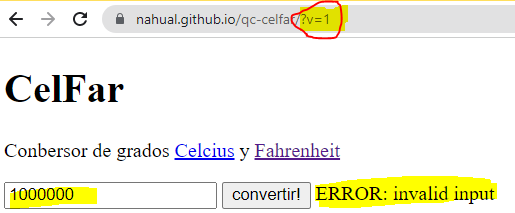 nahual.github.io/qc-celfar/?v=1
CelFar
Conbersor de grados Celcius y Fahrenheit
1000000 convertir! ERROR: invalid input